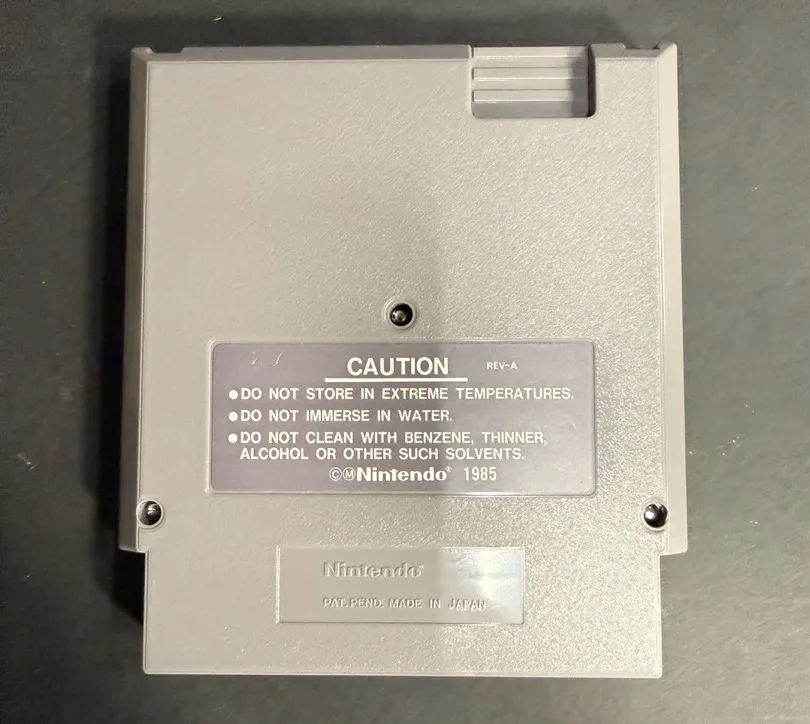 CAUTION REV-A
●DO NOT STORE IN EXTREME TEMPERATURES.
●DO NOT IMMERSE IN WATER.
●DO NOT CLEAN WITH BENZENE, THINNER,
ALCOHOL OR OTHER SUCH SOLVENTS.
©ⓂNintendo® 1985
Nintendo®
PAT. PEND. MADE IN JAPAN